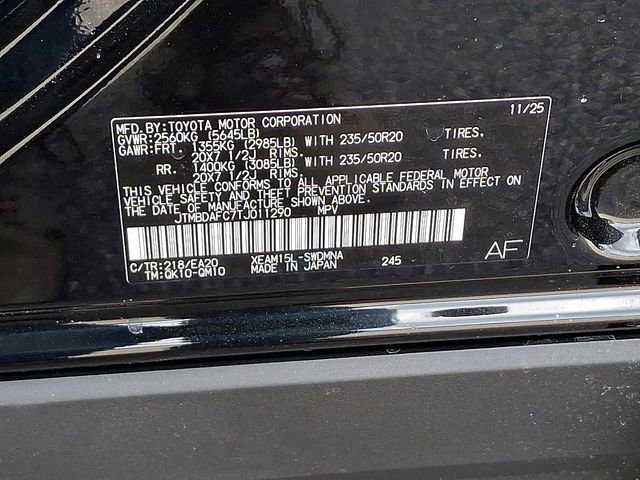 11/25
MFD.BY:TOYOTA MOTOR CORPORATION
GVWR:2560KG (5645LB)
GAWR:FRT. 1355KG (2985LB) WITH 235/50R20 TIRES.
20X7 1/2J RIMS.
RR. 1400KG (3085LB) WITH 235/50R20 TIRES.
20X7 1/2J RIMS.
THIS VEHICLE CONFORMS TO ALL APPLICABLE FEDERAL MOTOR
VEHICLE SAFETY AND THEFT PREVENTION STANDARDS IN EFFECT ON
THE DATE OF MANUFACTURE SHOWN ABOVE.
JTMBDAFC7TJ011290 MPV
C/TR:218/EA20 XEAM15L-SWDMNA 245 AF
TM:QK10-QM10 MADE IN JAPAN